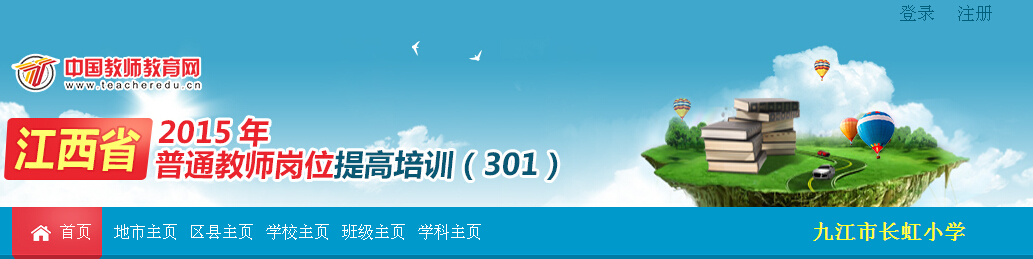 登录 注册
中国教师教育网
www.teacheredu.cn
江西省
2015年
普通教师岗位提高培训（301）
首页 地市主页 区县主页 学校主页 班级主页 学科主页 九江市长虹小学